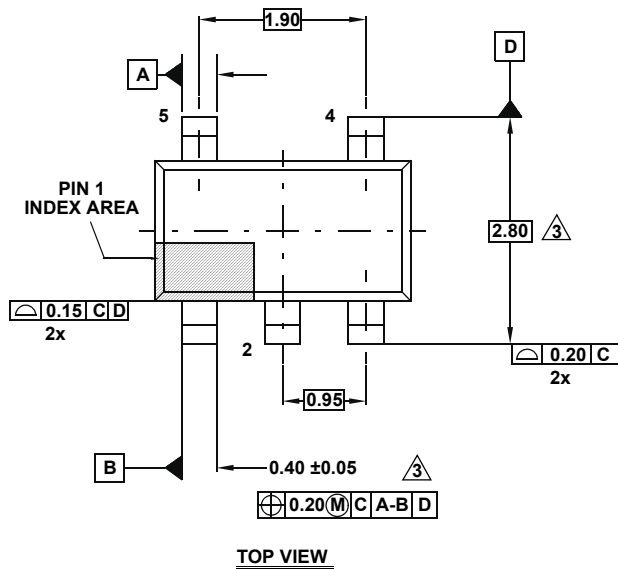 1.90
D
A
5
4
PIN 1
INDEX AREA
2.80
3
0.15 C D
2x
2
0.20 C
2x
0.95
B
0.40 ±0.05
3
0.20 M C A-B D
TOP VIEW